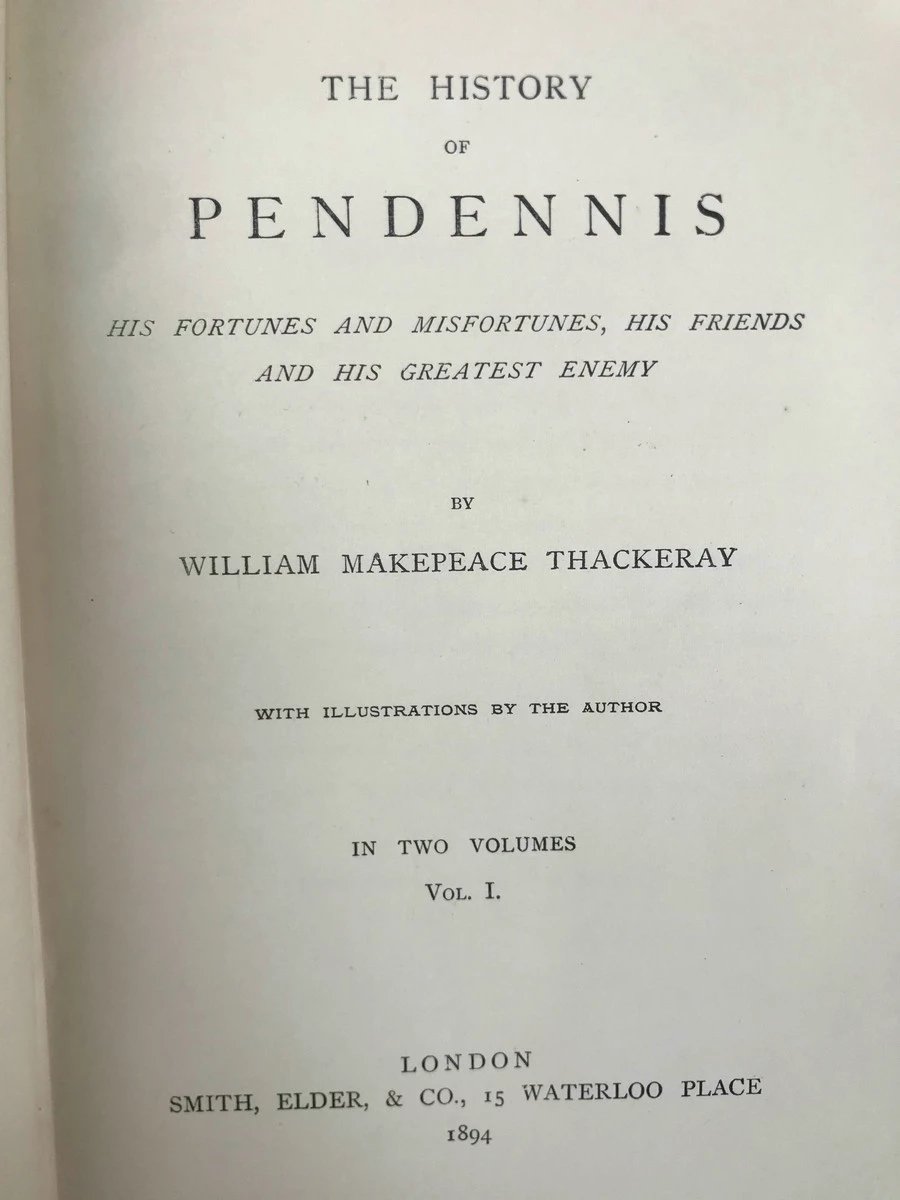 THE HISTORY
OF
PENDENNIS
HIS FORTUNES AND MISFORTUNES, HIS FRIENDS
AND HIS GREATEST ENEMY
BY
WILLIAM MAKEPEACE THACKERAY
WITH ILLUSTRATIONS BY THE AUTHOR
IN TWO VOLUMES
VOL. I.
LONDON
SMITH, ELDER, & CO., 15 WATERLOO PLACE
1894